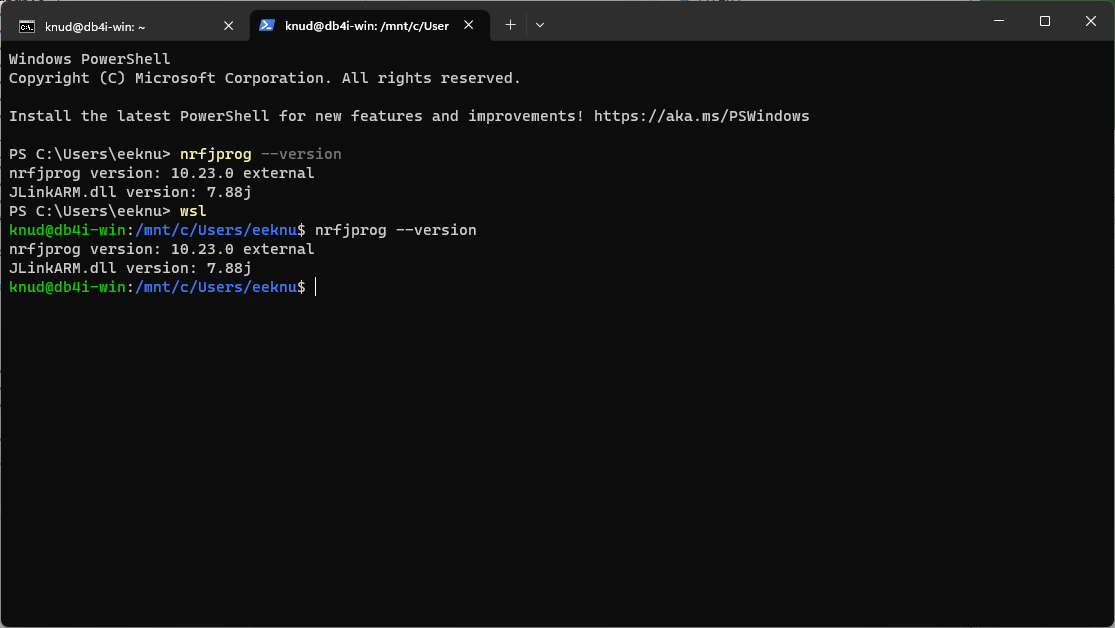 knud@db4i-win: ~
knud@db4i-win: /mnt/c/User
Windows PowerShell
Copyright (C) Microsoft Corporation. All rights reserved.
Install the latest PowerShell for new features and improvements! https://aka.ms/PSWindows
PS C:\Users\eeknu> nrfjprog --version
nrfjprog version: 10.23.0 external
JLinkARM.dll version: 7.88j
PS C:\Users\eeknu> wsl
knud@db4i-win:/mnt/c/Users/eeknu$ nrfjprog --version
nrfjprog version: 10.23.0 external
JLinkARM.dll version: 7.88j
knud@db4i-win:/mnt/c/Users/eeknu$